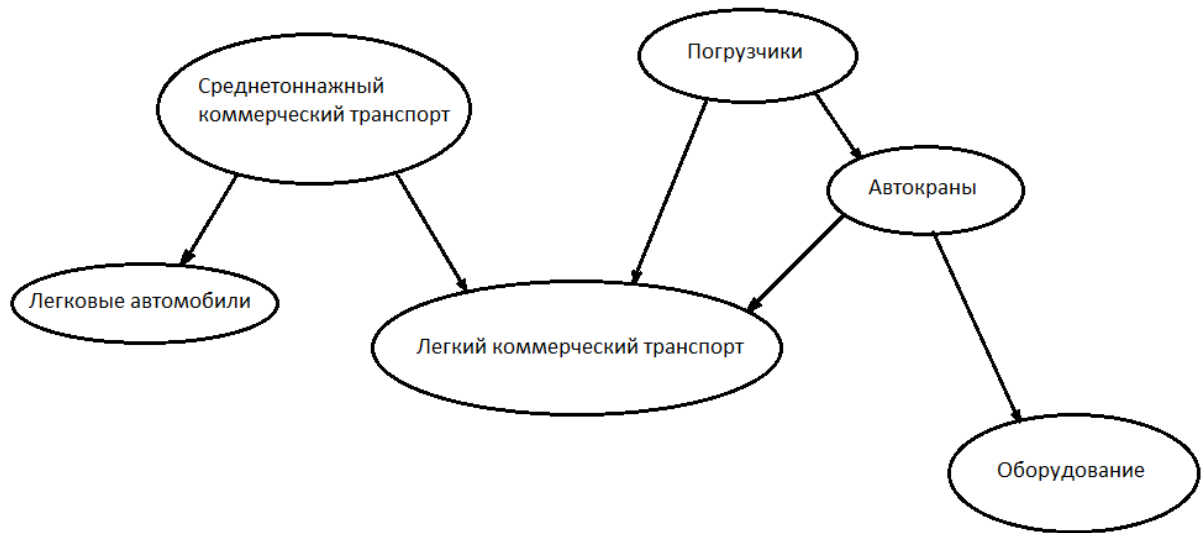 Погрузчики
Среднетоннажный
коммерческий транспорт
Автокраны
Легковые автомобили
Легкий коммерческий транспорт
Оборудование